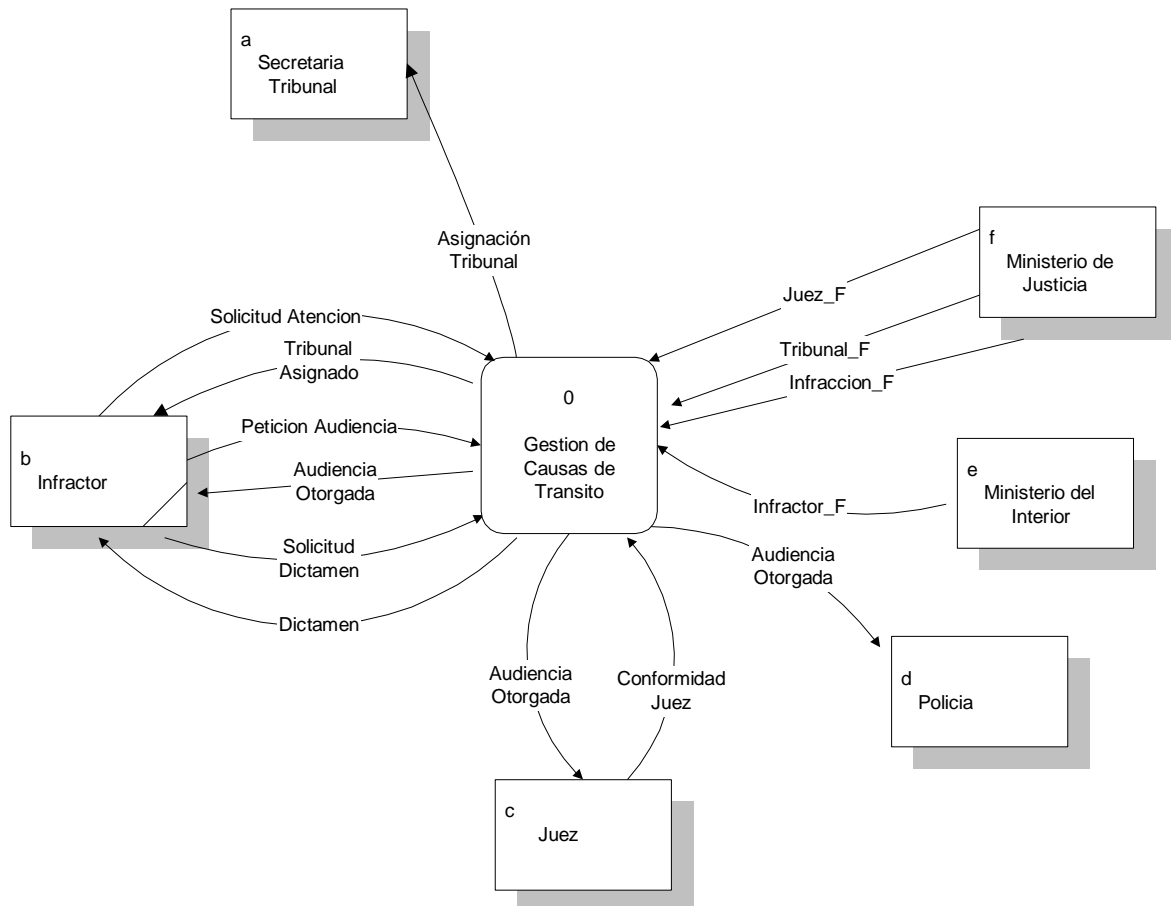 a
Secretaria
Tribunal
Asignación
Tribunal
f
Ministerio de
Justicia
Juez_F
Solicitud Atencion
Tribunal
Asignado
Tribunal_F
Infraccion_F
0
Gestion de
Causas de
Transito
Peticion Audiencia
b
Infractor
Audiencia
Otorgada
e
Ministerio del
Interior
Infractor_F
Solicitud
Dictamen
Audiencia
Otorgada
Dictamen
Audiencia
Otorgada
Conformidad
Juez
d
Policia
c
Juez